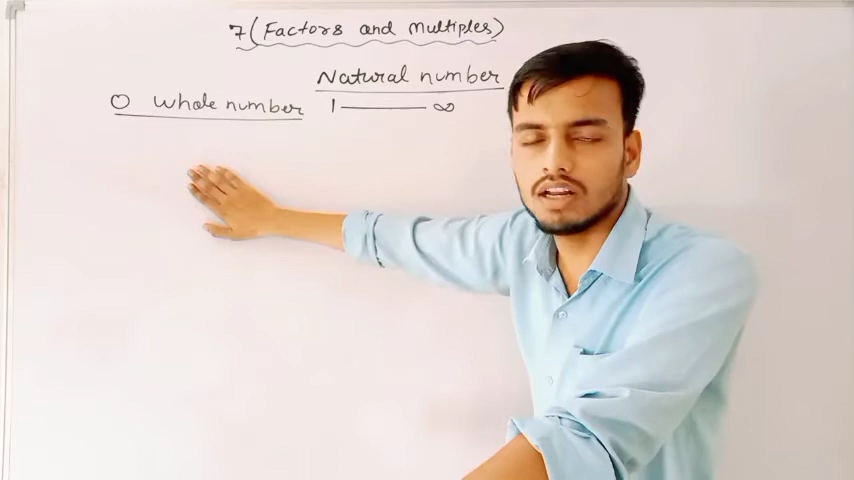 7(Factors and Multiples)
Natural number
0 whole number 1 — ∞